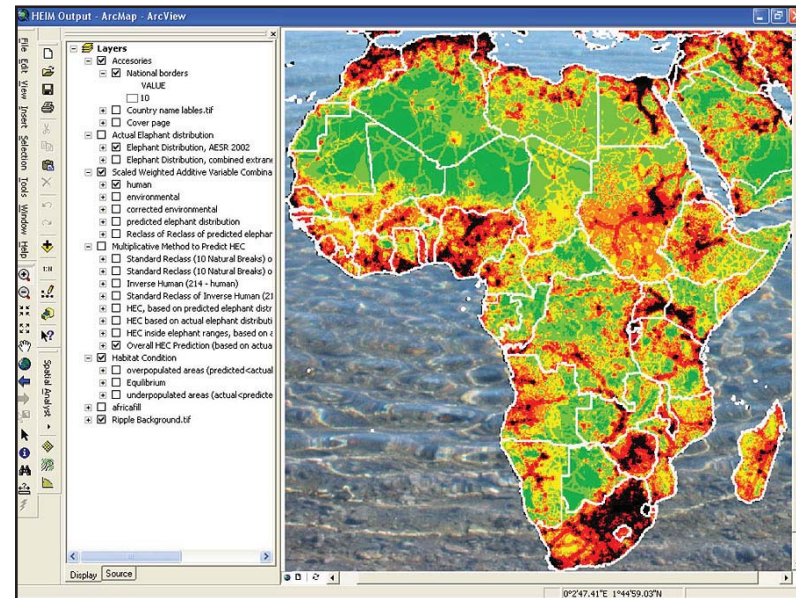 HEIM Output - ArcMap - ArcView
File Edit View Insert Selection Tools Window Help
Layers
Accesories
National borders
VALUE
10
Country name lables.tif
Cover page
Actual Elaphant distribution
Elephant Distribution, AESR 2002
Elephant Distribution, combined extrane
Scaled Weighted Additive Variable Combina
human
environmental
corrected environmental
predicted elephant distribution
Reclass of Reclass of predicted elephar
Multiplicative Method to Predict HEC
Standard Reclass (10 Natural Breaks) o
Standard Reclass (10 Natural Breaks) o
Inverse Human (214 - human)
Standard Reclass of Inverse Human (21
HEC, based on predicted elephant distr
HEC based on actual elephant distributi
HEC inside elephant ranges, based on a
Overall HEC Prediction (based on actua
Habitat Condition
overpopulated areas (predicted<actual
Equilibrium
underpopulated areas (actual<predicte
africafill
Ripple Background.tif
1:1
Spatial Analyst
Display Source
0°2'47.41"E 1°44'59.03"N